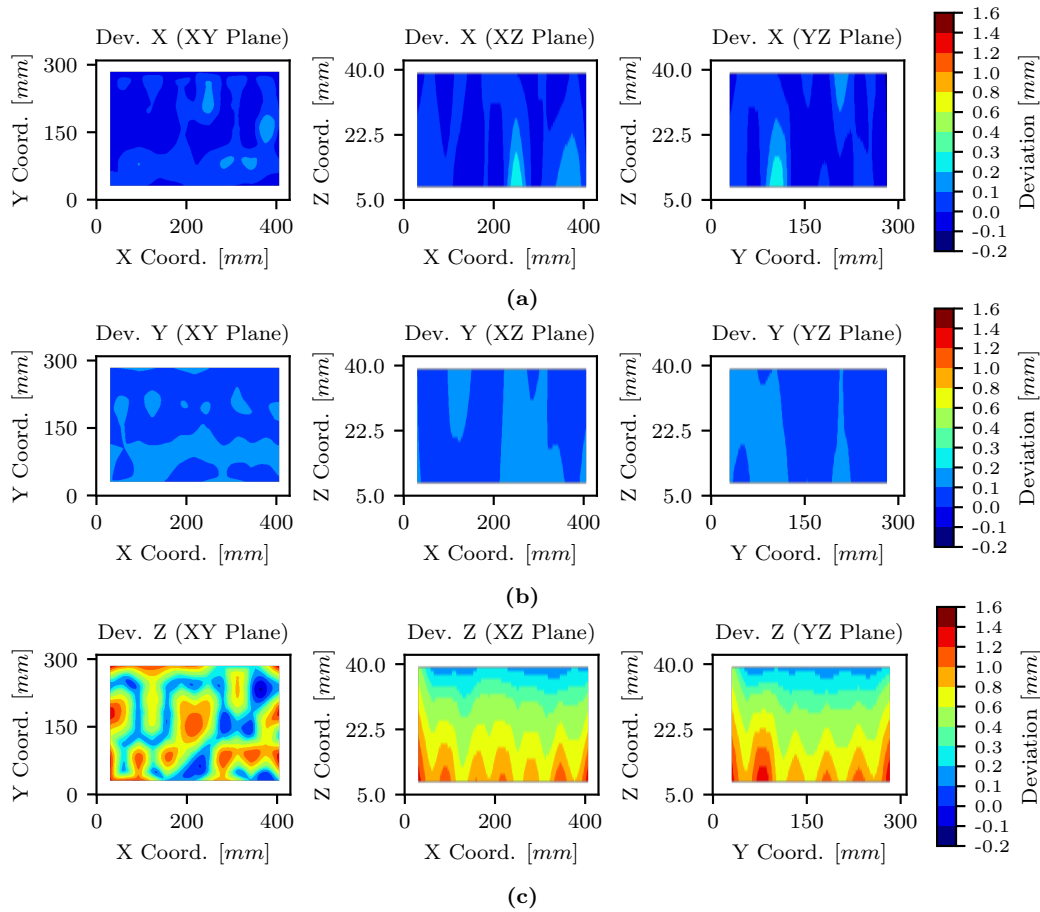 Dev. X (XY Plane)
Dev. X (XZ Plane)
Dev. X (YZ Plane)
Y Coord. [mm]
300
150
0
0
200
400
X Coord. [mm]
Z Coord. [mm]
40.0
22.5
5.0
0
200
400
X Coord. [mm]
Z Coord. [mm]
40.0
22.5
5.0
0
150
300
Y Coord. [mm]
1.6
1.4
1.2
1.0
0.8
0.6
0.4
0.3
0.2
0.1
0.0
-0.1
-0.2
Deviation [mm]
(a)
Dev. Y (XY Plane)
Dev. Y (XZ Plane)
Dev. Y (YZ Plane)
Y Coord. [mm]
300
150
0
0
200
400
X Coord. [mm]
Z Coord. [mm]
40.0
22.5
5.0
0
200
400
X Coord. [mm]
Z Coord. [mm]
40.0
22.5
5.0
0
150
300
Y Coord. [mm]
1.6
1.4
1.2
1.0
0.8
0.6
0.4
0.3
0.2
0.1
0.0
-0.1
-0.2
Deviation [mm]
(b)
Dev. Z (XY Plane)
Dev. Z (XZ Plane)
Dev. Z (YZ Plane)
Y Coord. [mm]
300
150
0
0
200
400
X Coord. [mm]
Z Coord. [mm]
40.0
22.5
5.0
0
200
400
X Coord. [mm]
Z Coord. [mm]
40.0
22.5
5.0
0
150
300
Y Coord. [mm]
1.6
1.4
1.2
1.0
0.8
0.6
0.4
0.3
0.2
0.1
0.0
-0.1
-0.2
Deviation [mm]
(c)